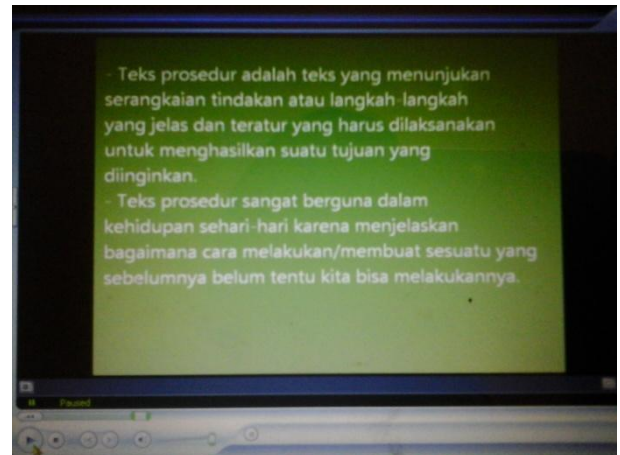 - Teks prosedur adalah teks yang menunjukan
serangkaian tindakan atau langkah-langkah
yang jelas dan teratur yang harus dilaksanakan
untuk menghasilkan suatu tujuan yang
diinginkan.
- Teks prosedur sangat berguna dalam
kehidupan sehari-hari karena menjelaskan
bagaimana cara melakukan/membuat sesuatu yang
sebelumnya belum tentu kita bisa melakukannya.
Paused